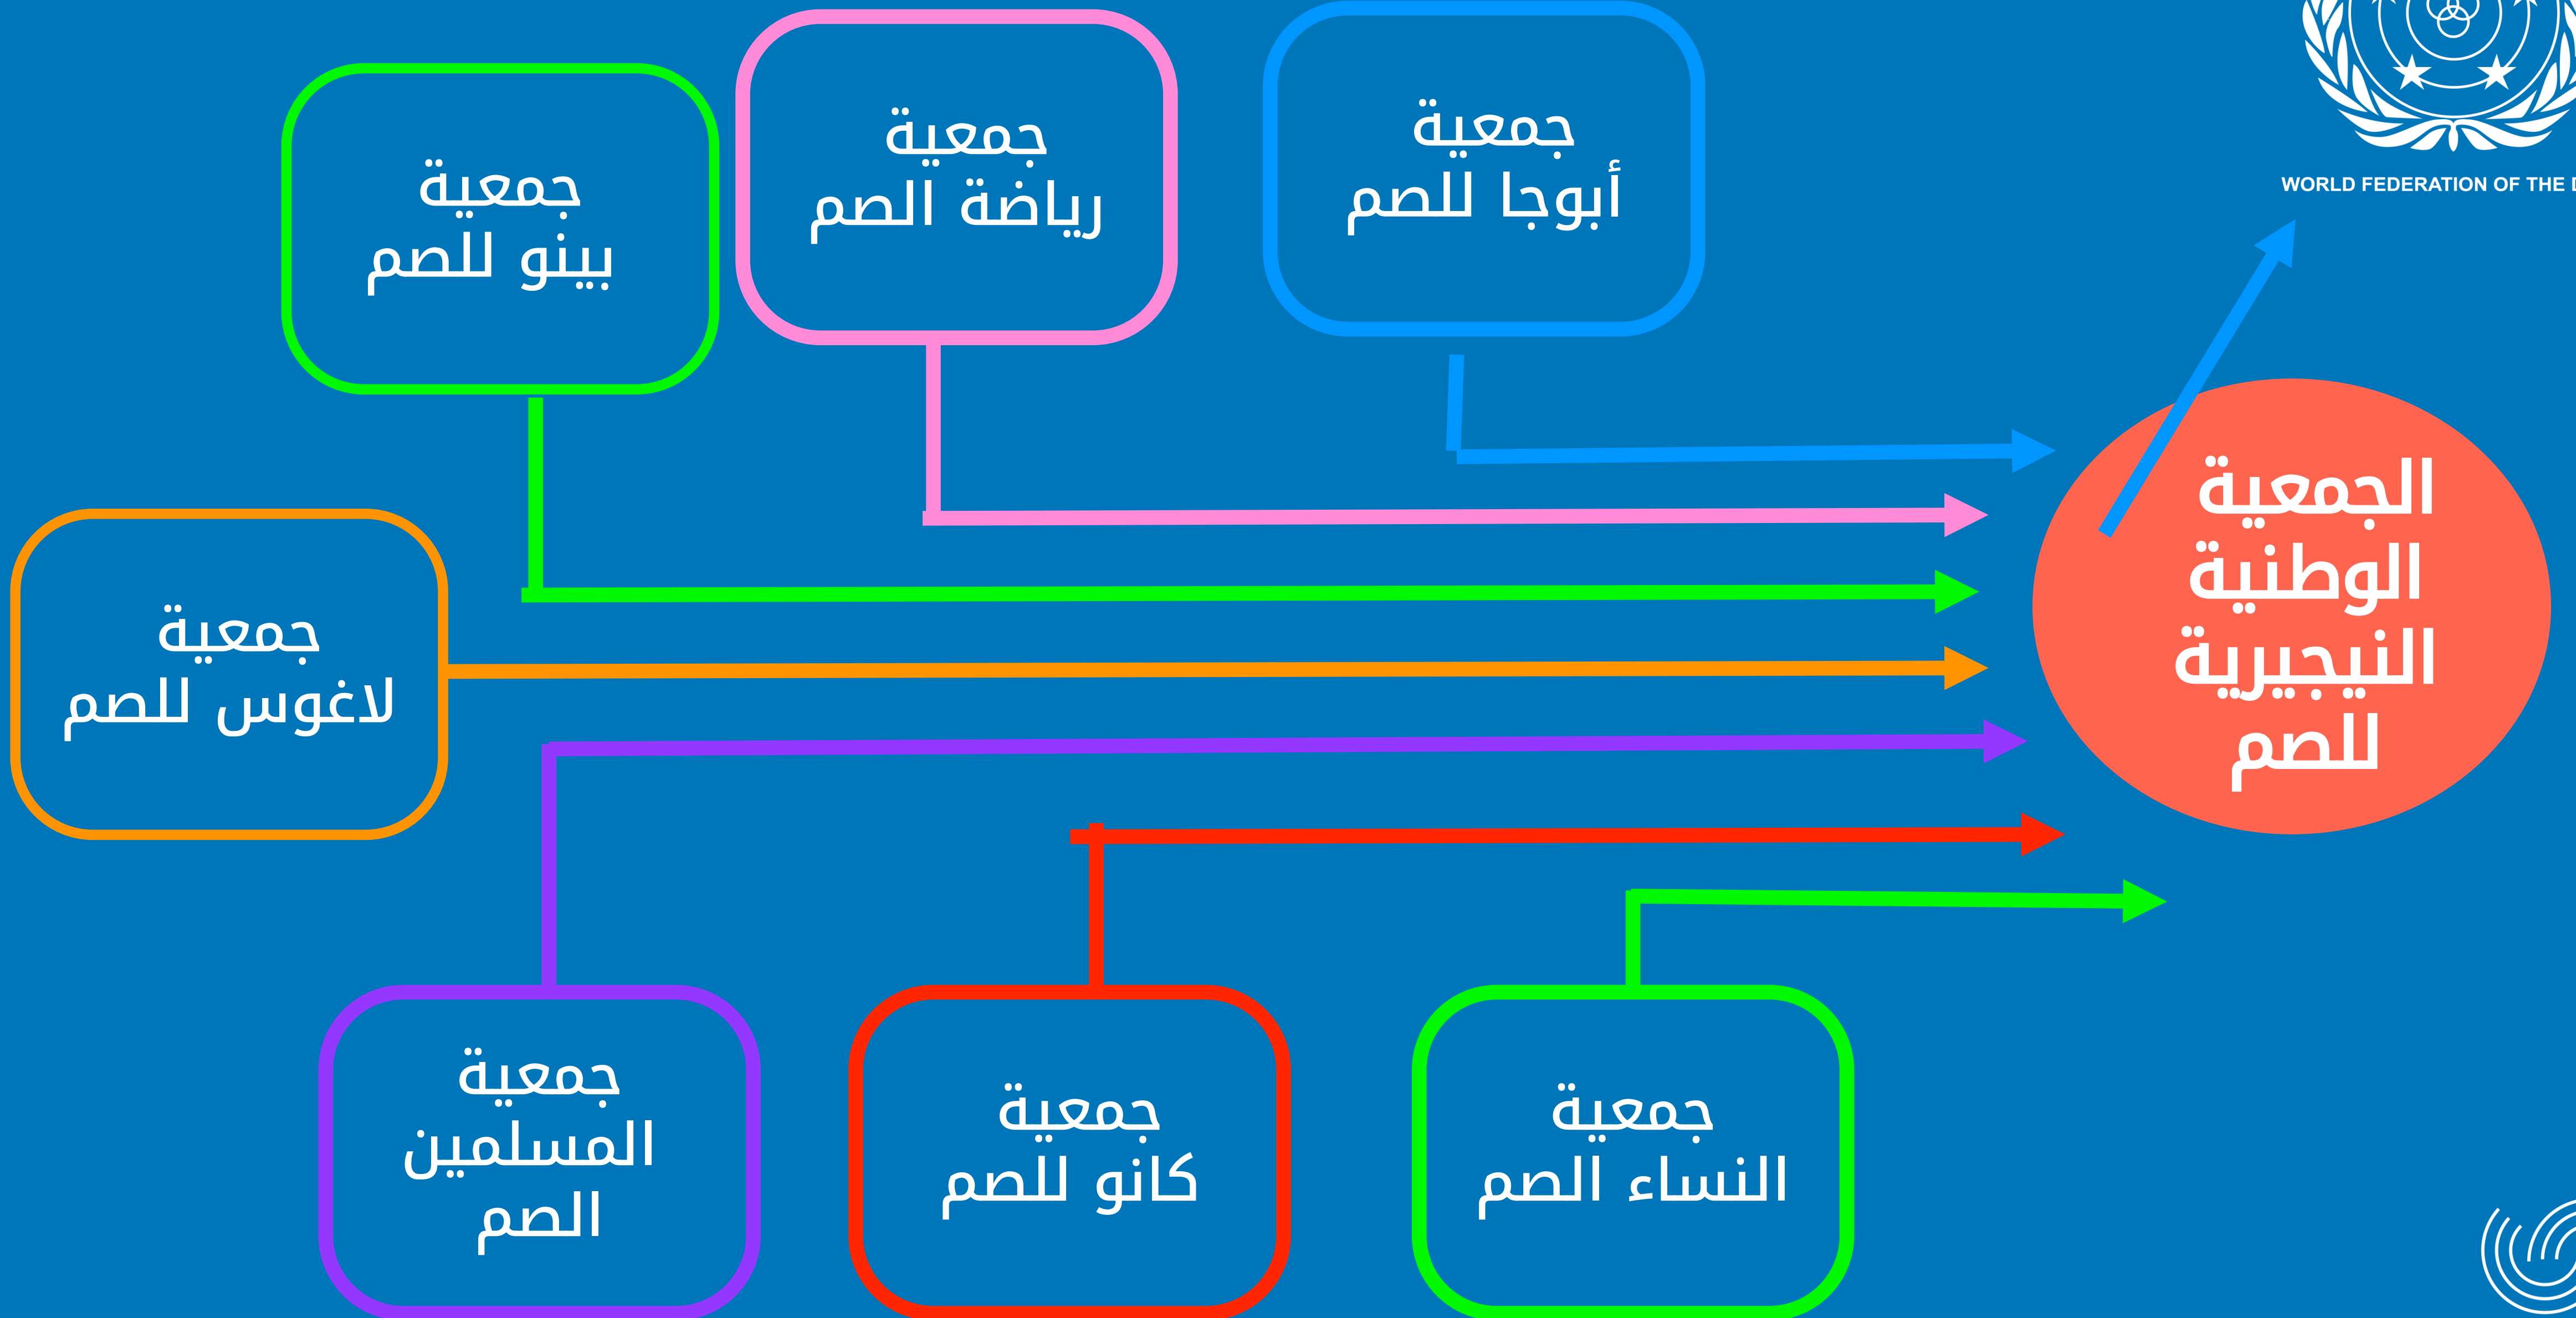 جمعية
أبوجا للصم
جمعية
رياضة الصم
جمعية
بينو للصم
WORLD FEDERATION OF THE
الجمعية
الوطنية
النيجيرية
للصم
جمعية
لاغوس للصم
جمعية
النساء الصم
جمعية
كانو للصم
جمعية
المسلمين
الصم